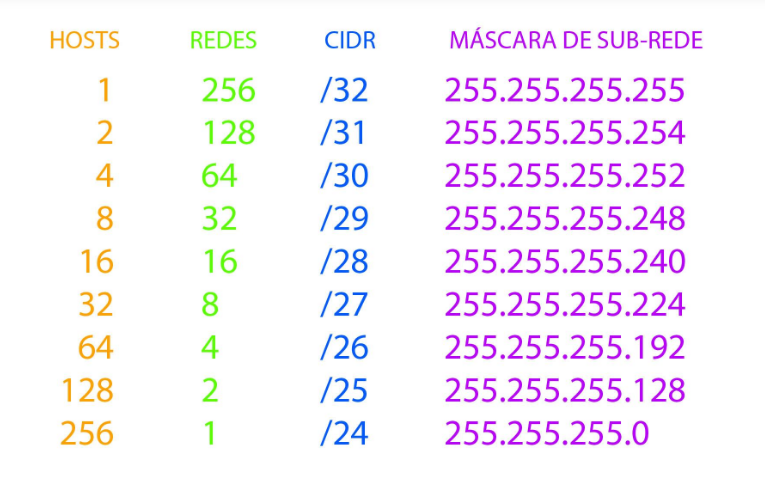 HOSTS REDES CIDR MÁSCARA DE SUB-REDE
1 256 /32 255.255.255.255
2 128 /31 255.255.255.254
4 64 /30 255.255.255.252
8 32 /29 255.255.255.248
16 16 /28 255.255.255.240
32 8 /27 255.255.255.224
64 4 /26 255.255.255.192
128 2 /25 255.255.255.128
256 1 /24 255.255.255.0